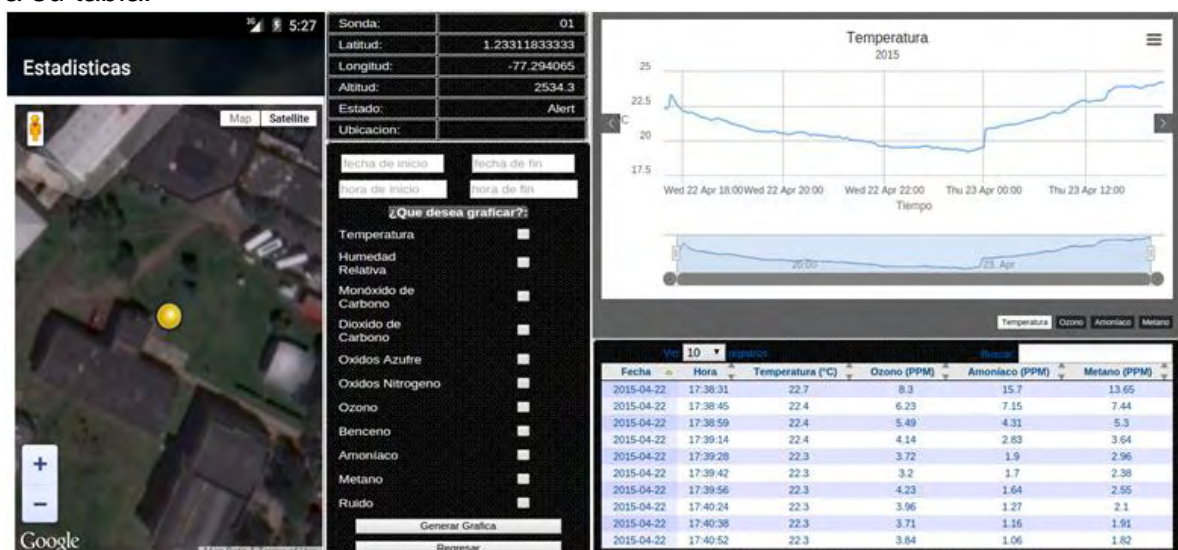 3G 5:27
Estadisticas
Map Satellite
Google
Sonda: 01
Latitud: 1.23311833333
Longitud: -77.294065
Altitud: 2534.3
Estado: Alert
Ubicacion:
fecha de inicio fecha de fin
hora de inicio hora de fin
¿Que desea graficar?:
Temperatura
Humedad
Relativa
Monóxido de
Carbono
Dioxido de
Carbono
Oxidos Azufre
Oxidos Nitrogeno
Ozono
Benceno
Amoníaco
Metano
Ruido
Generar Grafica
Regresar
Temperatura
2015
25
22.5
°C
20
17.5
Wed 22 Apr 18:00 Wed 22 Apr 20:00 Wed 22 Apr 22:00 Thu 23 Apr 00:00 Thu 23 Apr 12:00
Tiempo
20:00 23. Apr
Temperatura Ozono Amoníaco Metano
Ver 10 registros Buscar:
Fecha Hora Temperatura (°C) Ozono (PPM) Amoníaco (PPM) Metano (PPM)
2015-04-22 17:38:31 22.7 8.3 15.7 13.65
2015-04-22 17:38:45 22.4 6.23 7.15 7.44
2015-04-22 17:38:59 22.4 5.49 4.31 5.3
2015-04-22 17:39:14 22.4 4.14 2.83 3.64
2015-04-22 17:39:28 22.3 3.72 1.9 2.96
2015-04-22 17:39:42 22.3 3.2 1.7 2.38
2015-04-22 17:39:56 22.3 4.23 1.64 2.55
2015-04-22 17:40:24 22.3 3.96 1.27 2.1
2015-04-22 17:40:38 22.3 3.71 1.16 1.91
2015-04-22 17:40:52 22.3 3.84 1.06 1.82